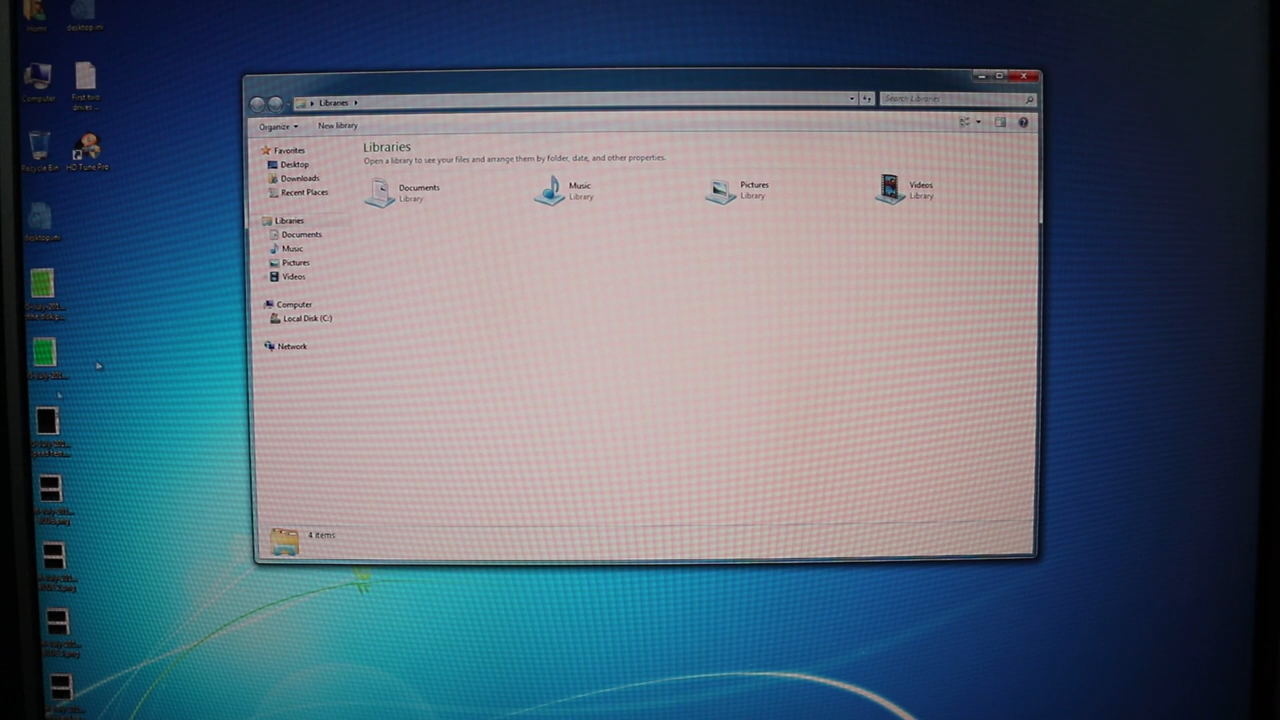 Home
desktop.ini
Computer
First two
drives ...
Recycle Bin
HD Tune Pro
desktop.ini
Libraries
Search Libraries
Organize
New library
Favorites
Desktop
Downloads
Recent Places
Libraries
Documents
Music
Pictures
Videos
Computer
Local Disk (C:)
Network
Libraries
Open a library to see your files and arrange them by folder, date, and other properties.
Documents
Library
Music
Library
Pictures
Library
Videos
Library
4 items